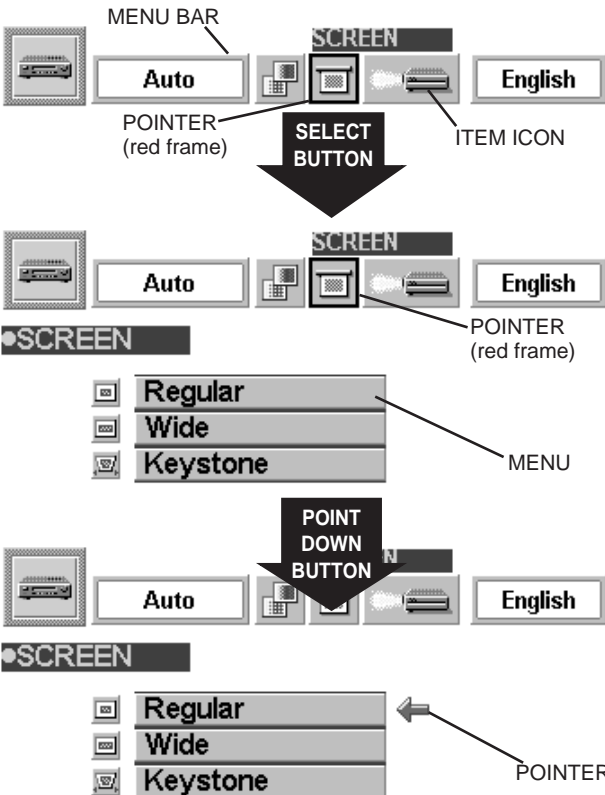 MENU BAR
SCREEN
Auto
English
POINTER
(red frame)
SELECT
BUTTON
ITEM ICON
SCREEN
Auto
English
POINTER
(red frame)
●SCREEN
Regular
Wide
Keystone
MENU
POINT
DOWN
BUTTON
N
Auto
English
●SCREEN
Regular
Wide
Keystone
POINTER